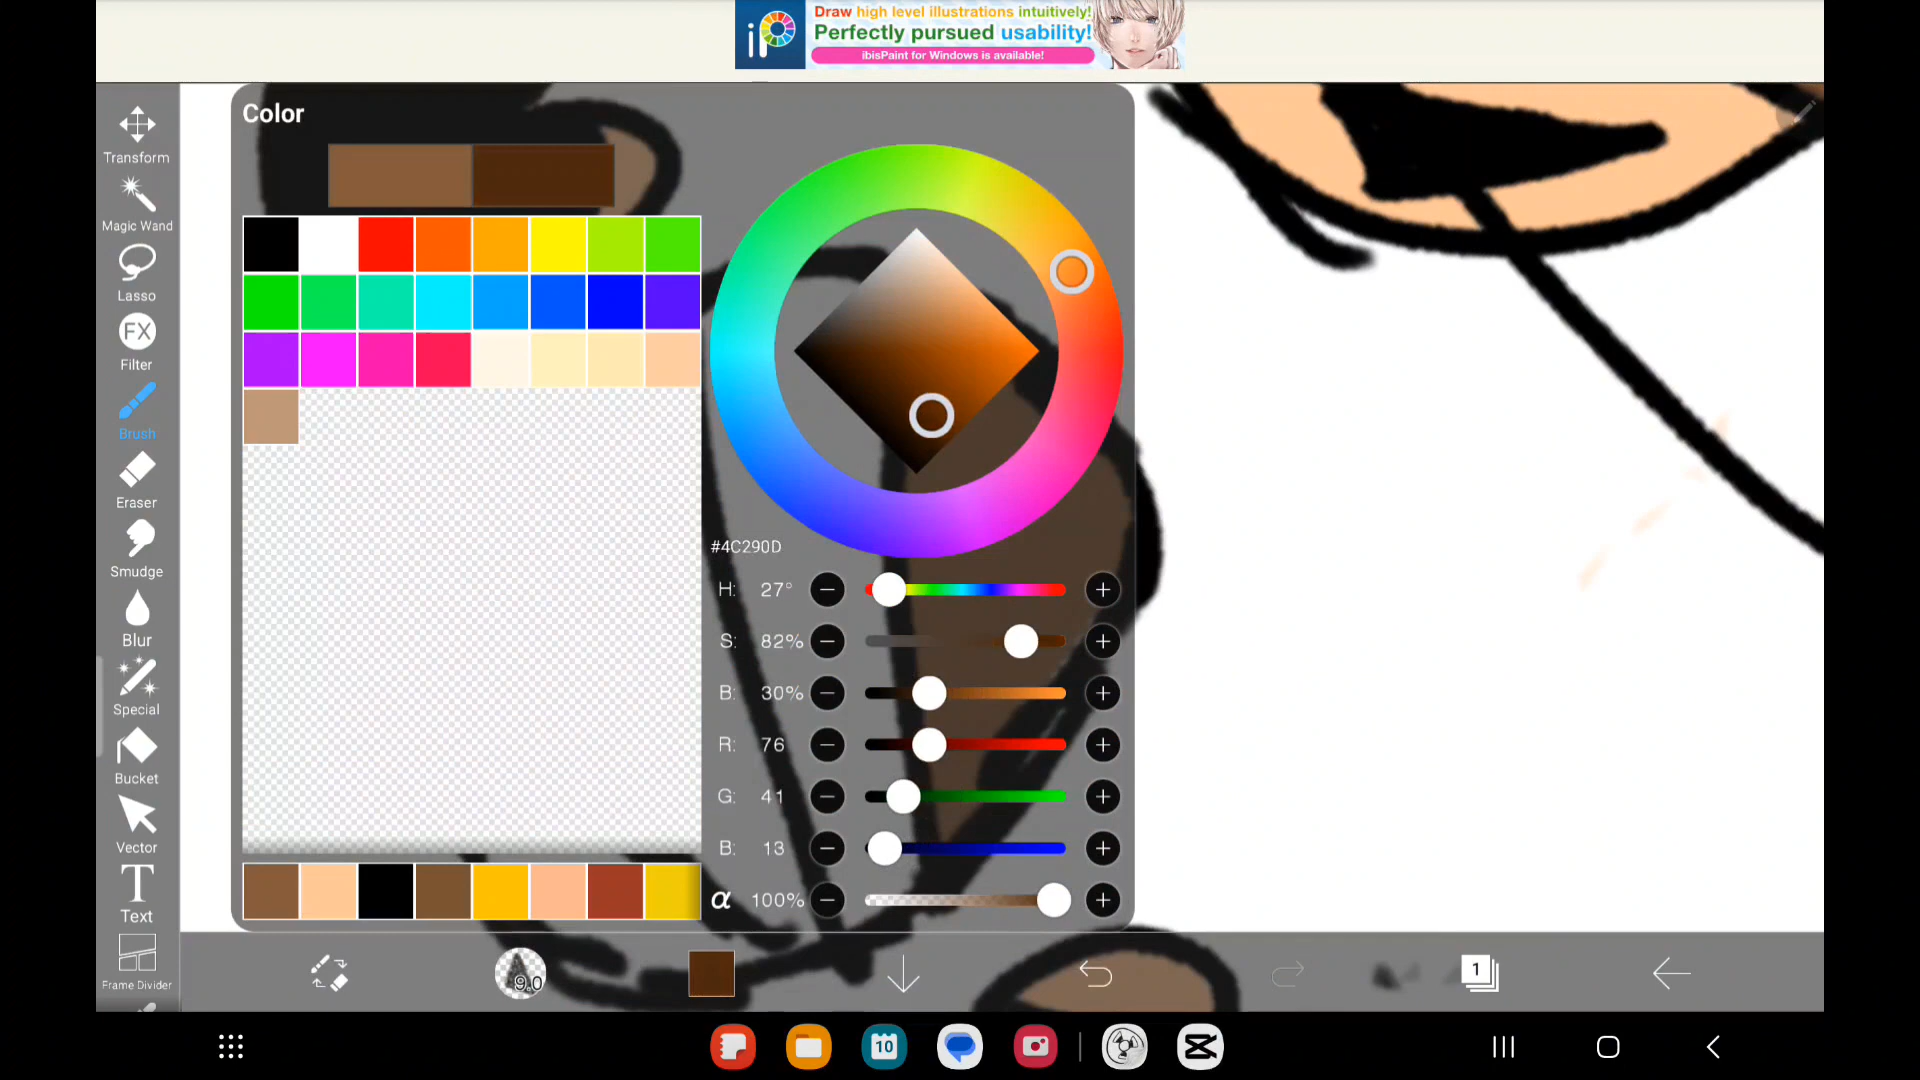 Draw high level illustrations intuitively!
iP
Perfectly pursued usability!
ibisPaint for Windows is available!
Color
Transform
Magic Wand
Lasso
FX
Filter
Brush
Eraser
Smudge
Blur
Special
Bucket
Vector
T
Text
Frame Divider
#4C290D
H: 27°
S: 82%
B: 30%
R: 76
G: 41
B: 13
α 100%
9.0
1
10